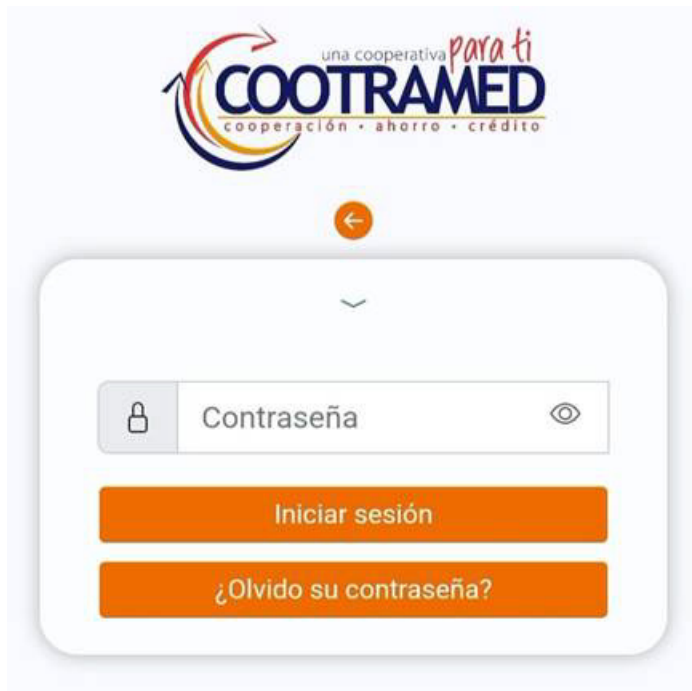 una cooperativa para ti
COOTRAMED
cooperación • ahorro • crédito
Contraseña
Iniciar sesión
¿Olvido su contraseña?